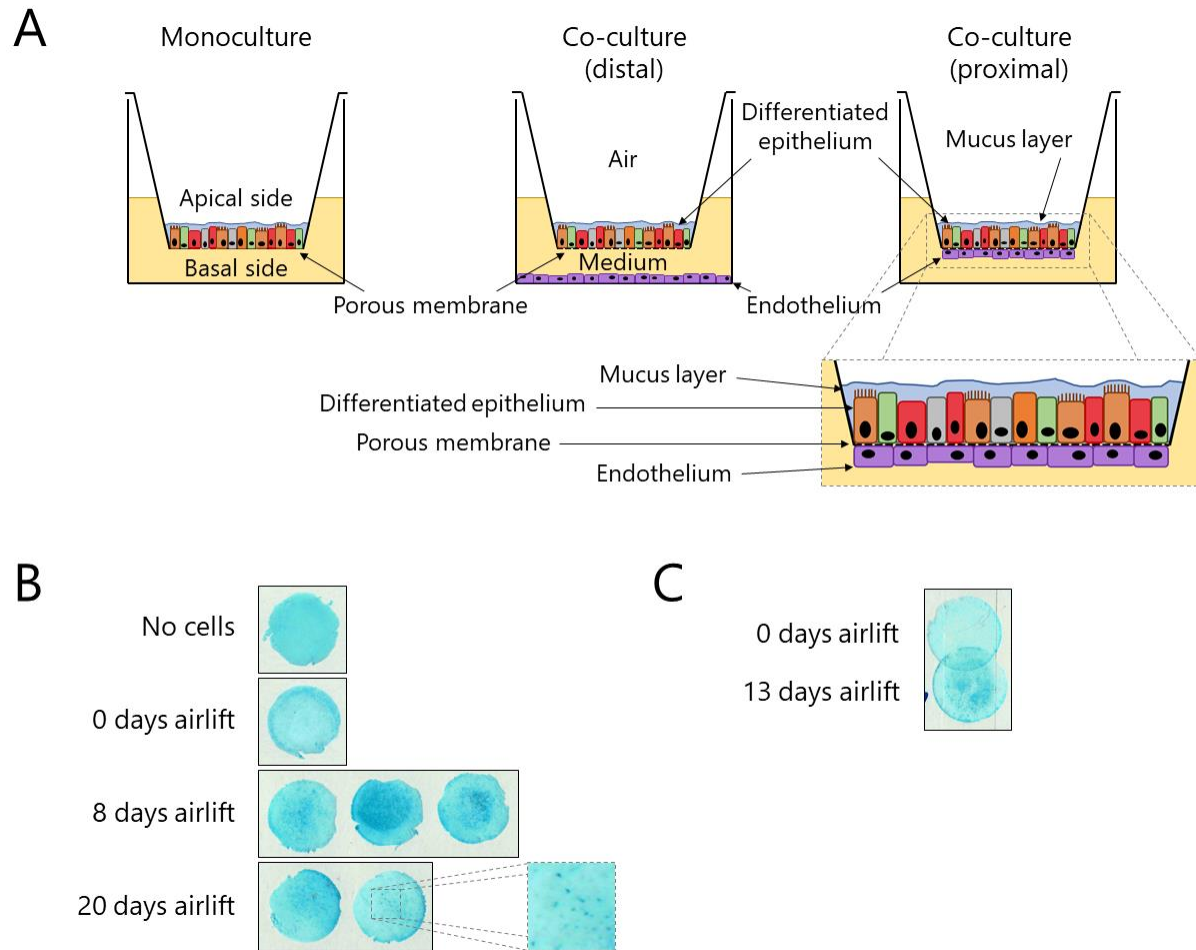 A
Monoculture
Co-culture
(distal)
Co-culture
(proximal)
Differentiated
epithelium
Mucus layer
Air
Apical side
Basal side
Medium
Porous membrane
Endothelium
Mucus layer
Differentiated epithelium
Porous membrane
Endothelium
B
No cells
0 days airlift
8 days airlift
20 days airlift
C
0 days airlift
13 days airlift